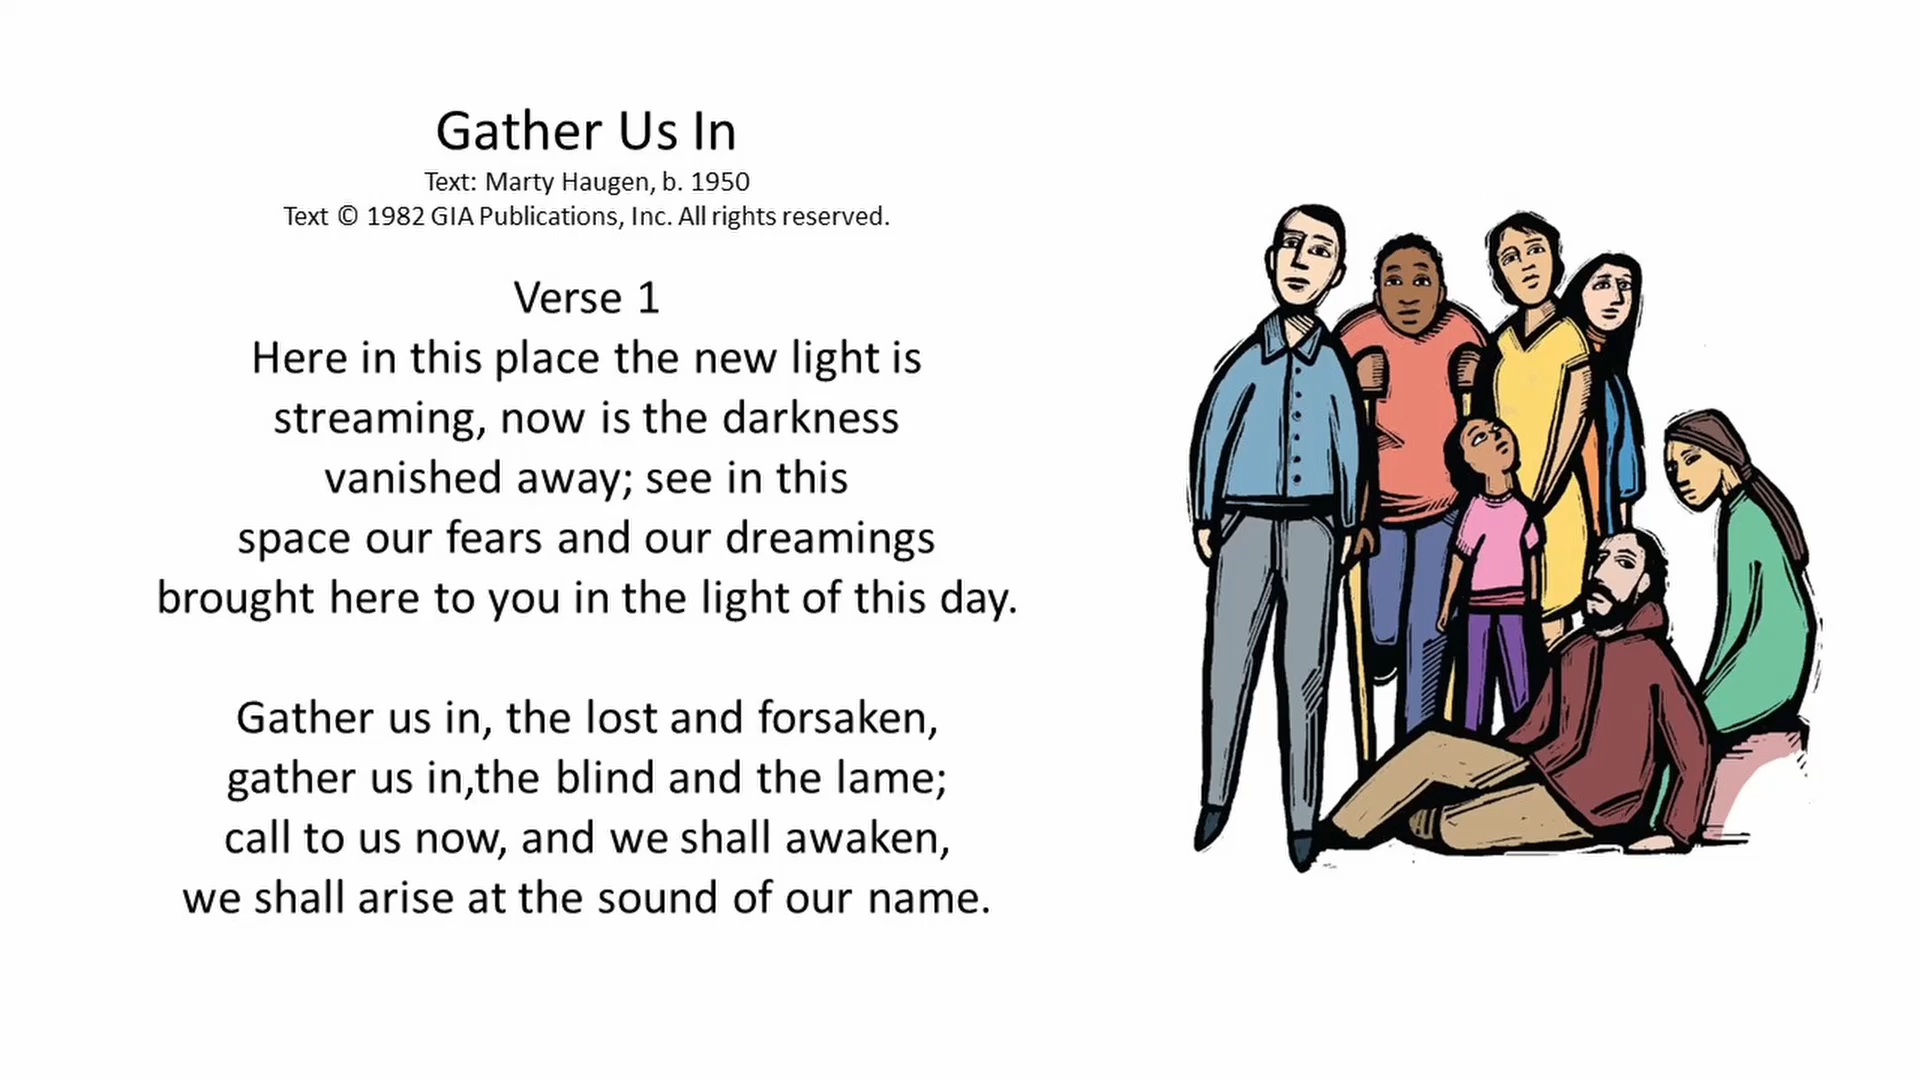 Gather Us In
Text: Marty Haugen, b. 1950
Text © 1982 GIA Publications, Inc. All rights reserved.
Verse 1
Here in this place the new light is
streaming, now is the darkness
vanished away; see in this
space our fears and our dreamings
brought here to you in the light of this day.
Gather us in, the lost and forsaken,
gather us in,the blind and the lame;
call to us now, and we shall awaken,
we shall arise at the sound of our name.